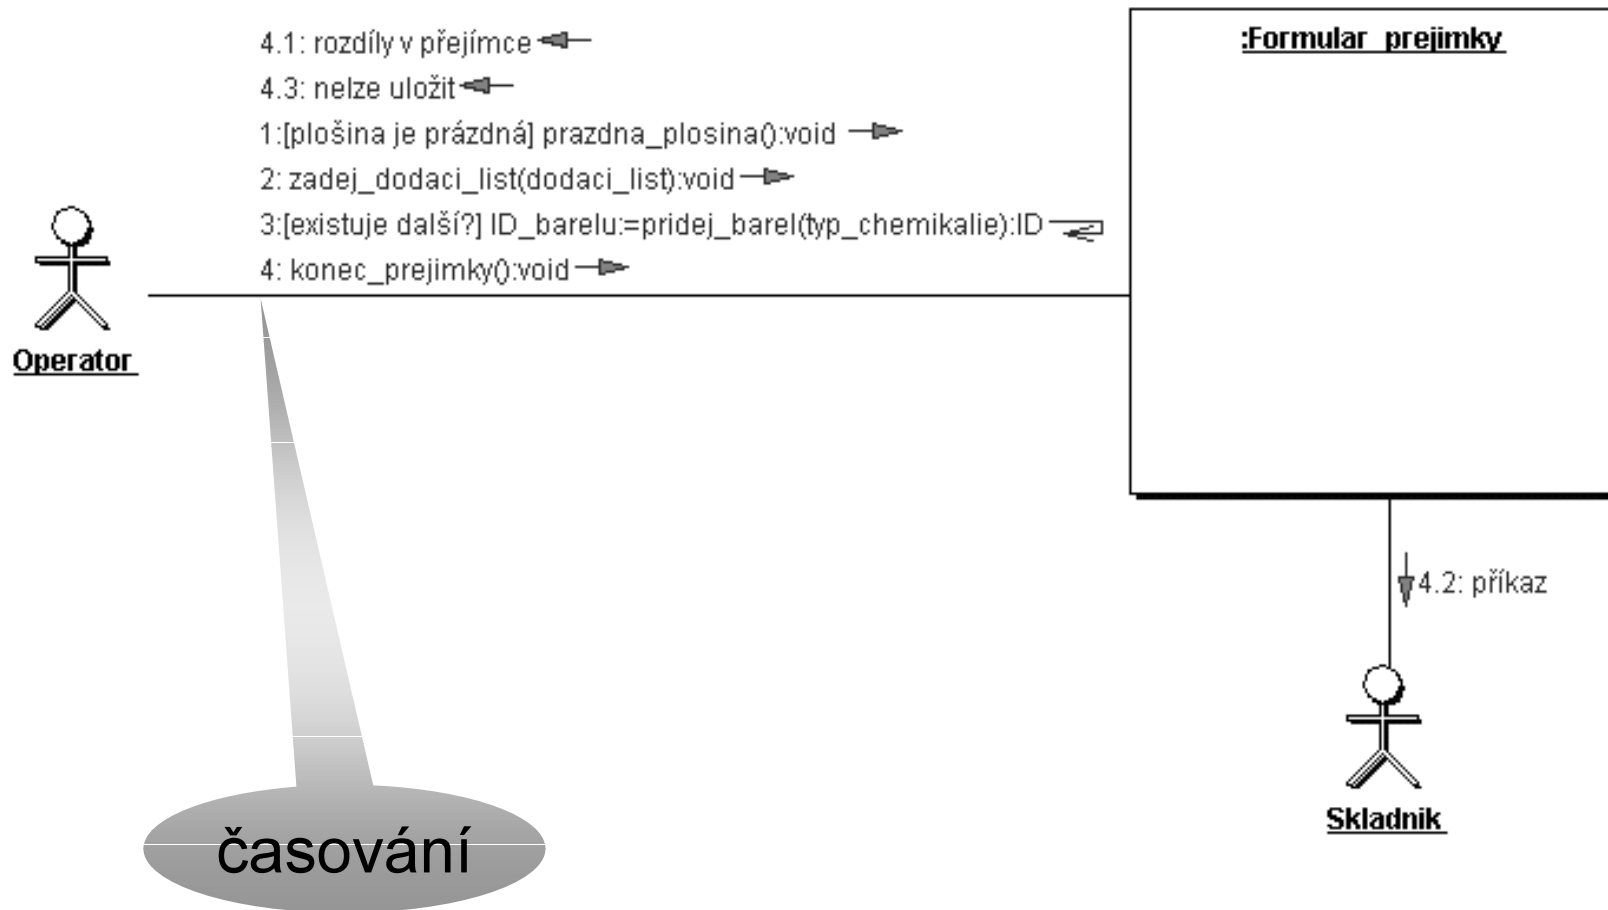 4.1: rozdíly v přejímce
4.3: nelze uložit
1:[plošina je prázdná] prazdna_plosina():void
2: zadej_dodaci_list(dodaci_list):void
3:[existuje další?] ID_barelu:=pridej_barel(typ_chemikalie):ID
4: konec_prejimky():void
:Formular_prejimky
Operator
4.2: příkaz
Skladnik
časování